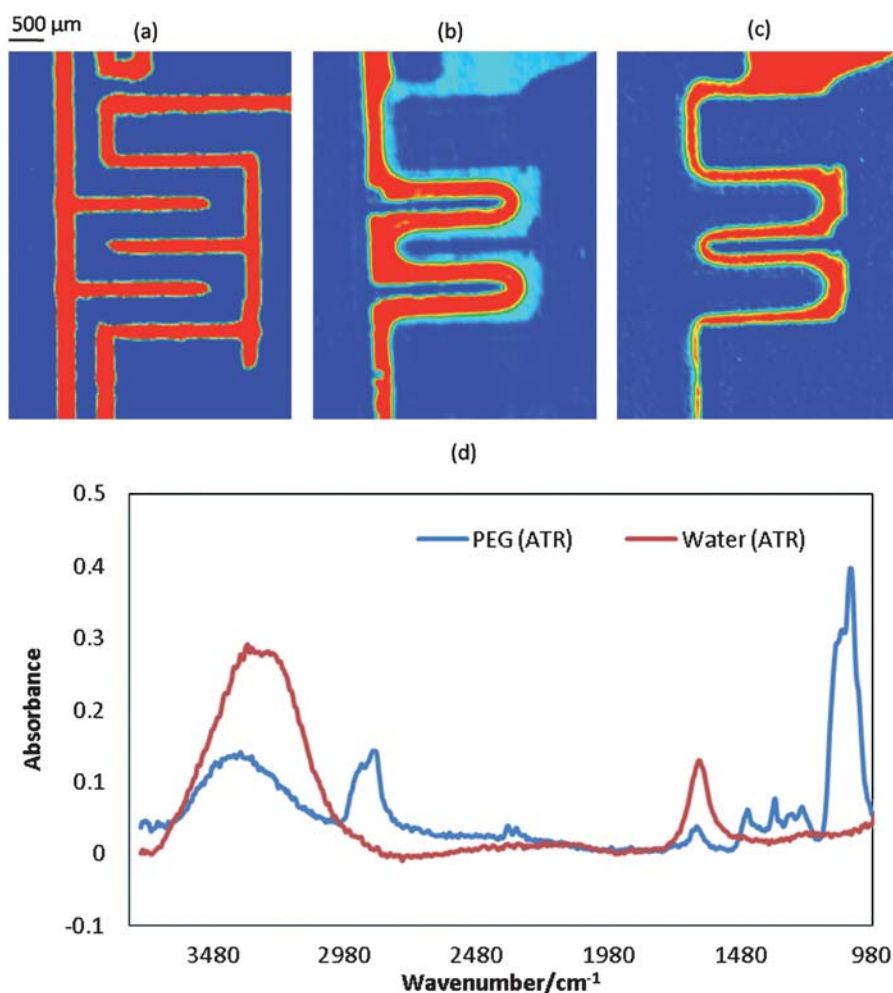 500 µm
(a)
(b)
(c)
(d)
0.5
0.4
0.3
0.2
0.1
0
-0.1
Absorbance
PEG (ATR)
Water (ATR)
3480 2980 2480 1980 1480 980
Wavenumber/cm⁻¹